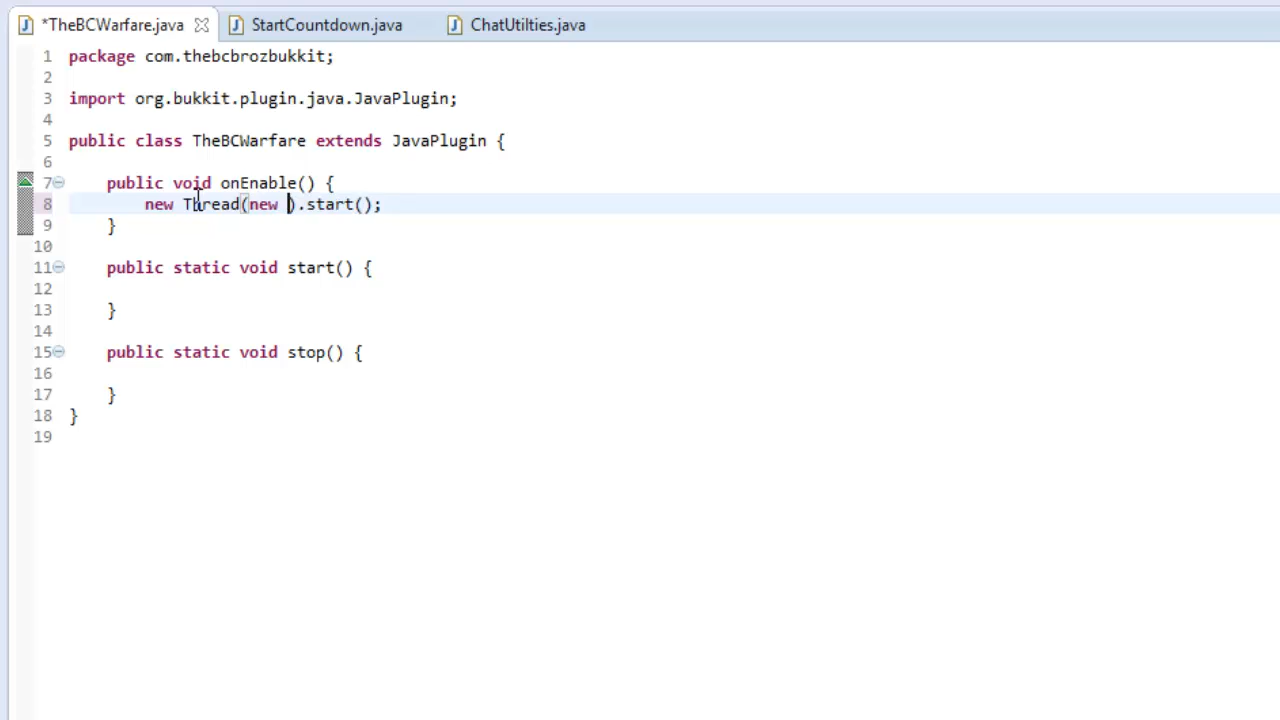 *TheBCWarfare.java StartCountdown.java ChatUtilties.java
1 package com.thebcbrozbukkit;
2
3 import org.bukkit.plugin.java.JavaPlugin;
4
5 public class TheBCWarfare extends JavaPlugin {
6
7 public void onEnable() {
8 new Thread(new ).start();
9 }
10
11 public static void start() {
12
13 }
14
15 public static void stop() {
16
17 }
18 }
19